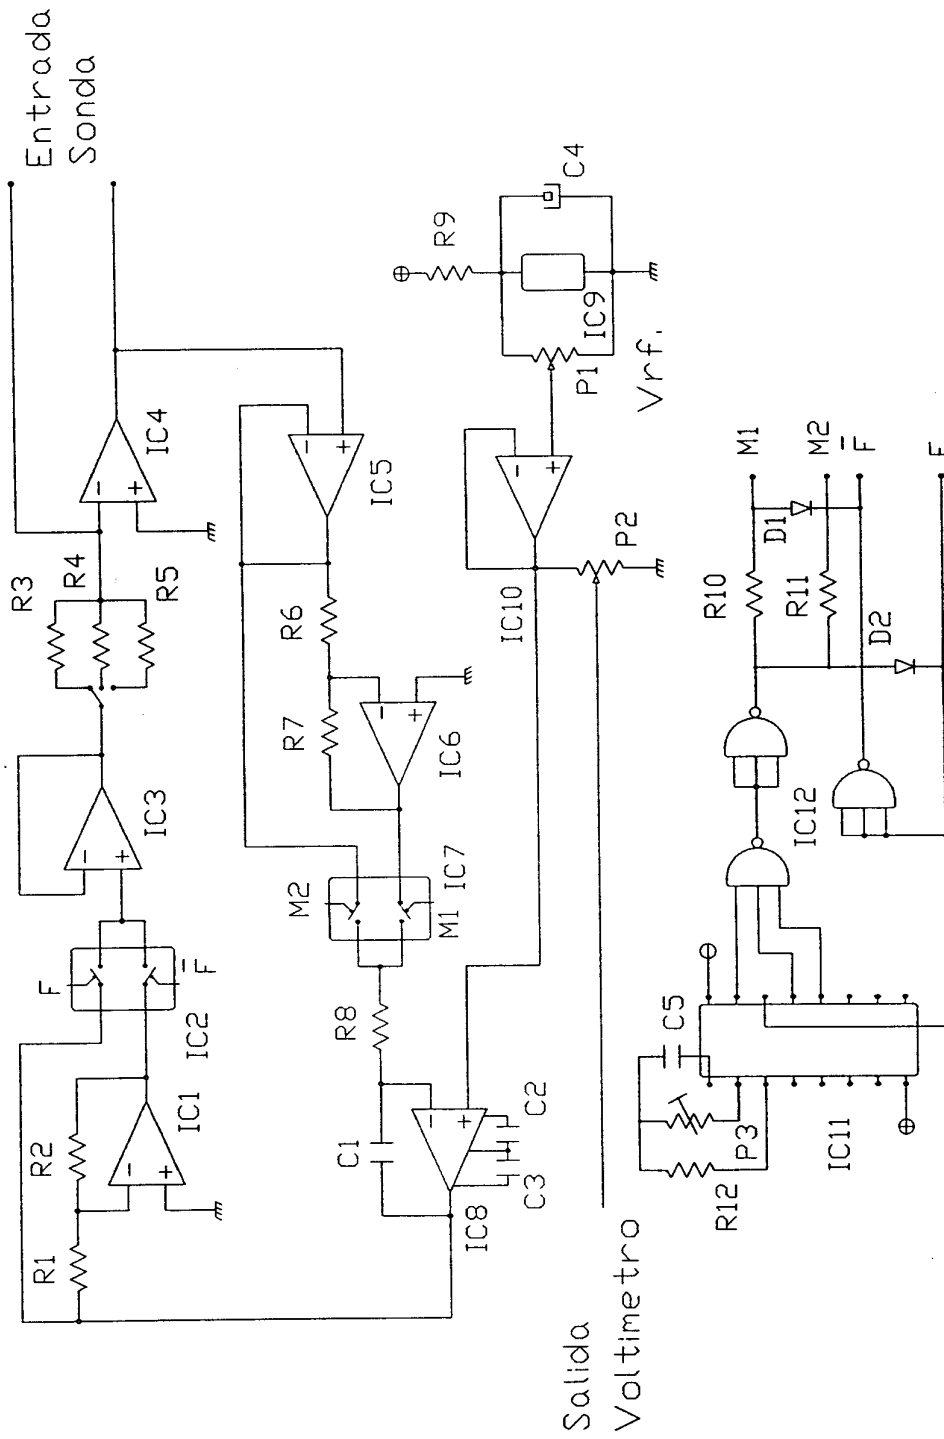 Entrada
Sonda
R3
R4
R5
IC4
IC3
F
F̅
IC2
R2
R1
IC1
IC5
R6
R7
IC6
M2
M1
IC7
R8
C1
C2
C3
IC8
R9
C4
IC9
P1
Vrf.
IC10
P2
Salida
Voltimetro
M1
M2
F̅
F
D1
R10
R11
D2
IC12
C5
P3
R12
IC11